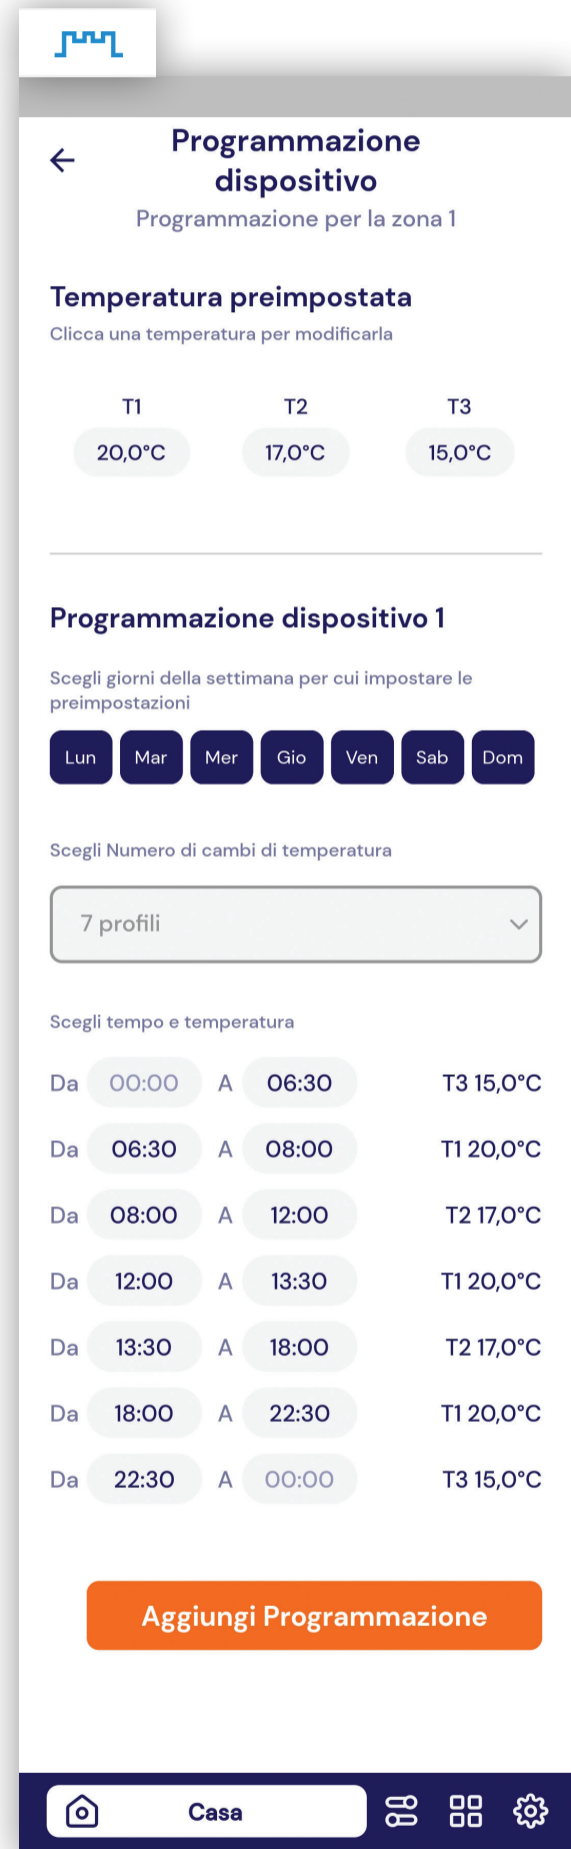 Programmazione
dispositivo
Programmazione per la zona 1
Temperatura preimpostata
Clicca una temperatura per modificarla
T1 T2 T3
20,0°C 17,0°C 15,0°C
Programmazione dispositivo 1
Scegli giorni della settimana per cui impostare le
preimpostazioni
Lun Mar Mer Gio Ven Sab Dom
Scegli Numero di cambi di temperatura
7 profili
Scegli tempo e temperatura
Da 00:00 A 06:30 T3 15,0°C
Da 06:30 A 08:00 T1 20,0°C
Da 08:00 A 12:00 T2 17,0°C
Da 12:00 A 13:30 T1 20,0°C
Da 13:30 A 18:00 T2 17,0°C
Da 18:00 A 22:30 T1 20,0°C
Da 22:30 A 00:00 T3 15,0°C
Aggiungi Programmazione
Casa